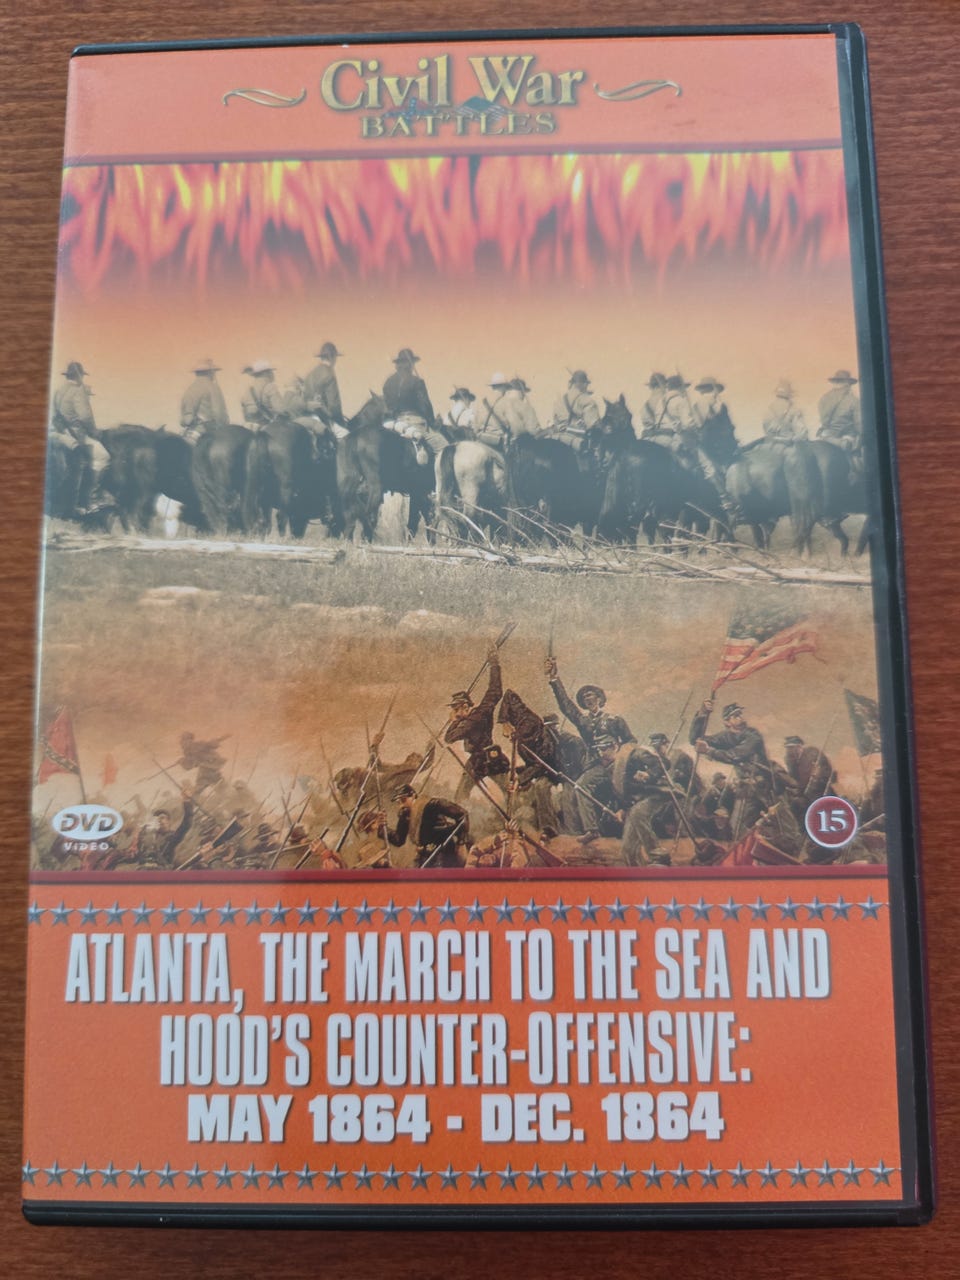 Civil War
BATTLES
DVD
VIDEO
15
ATLANTA, THE MARCH TO THE SEA AND
HOOD'S COUNTER-OFFENSIVE:
MAY 1864 - DEC. 1864